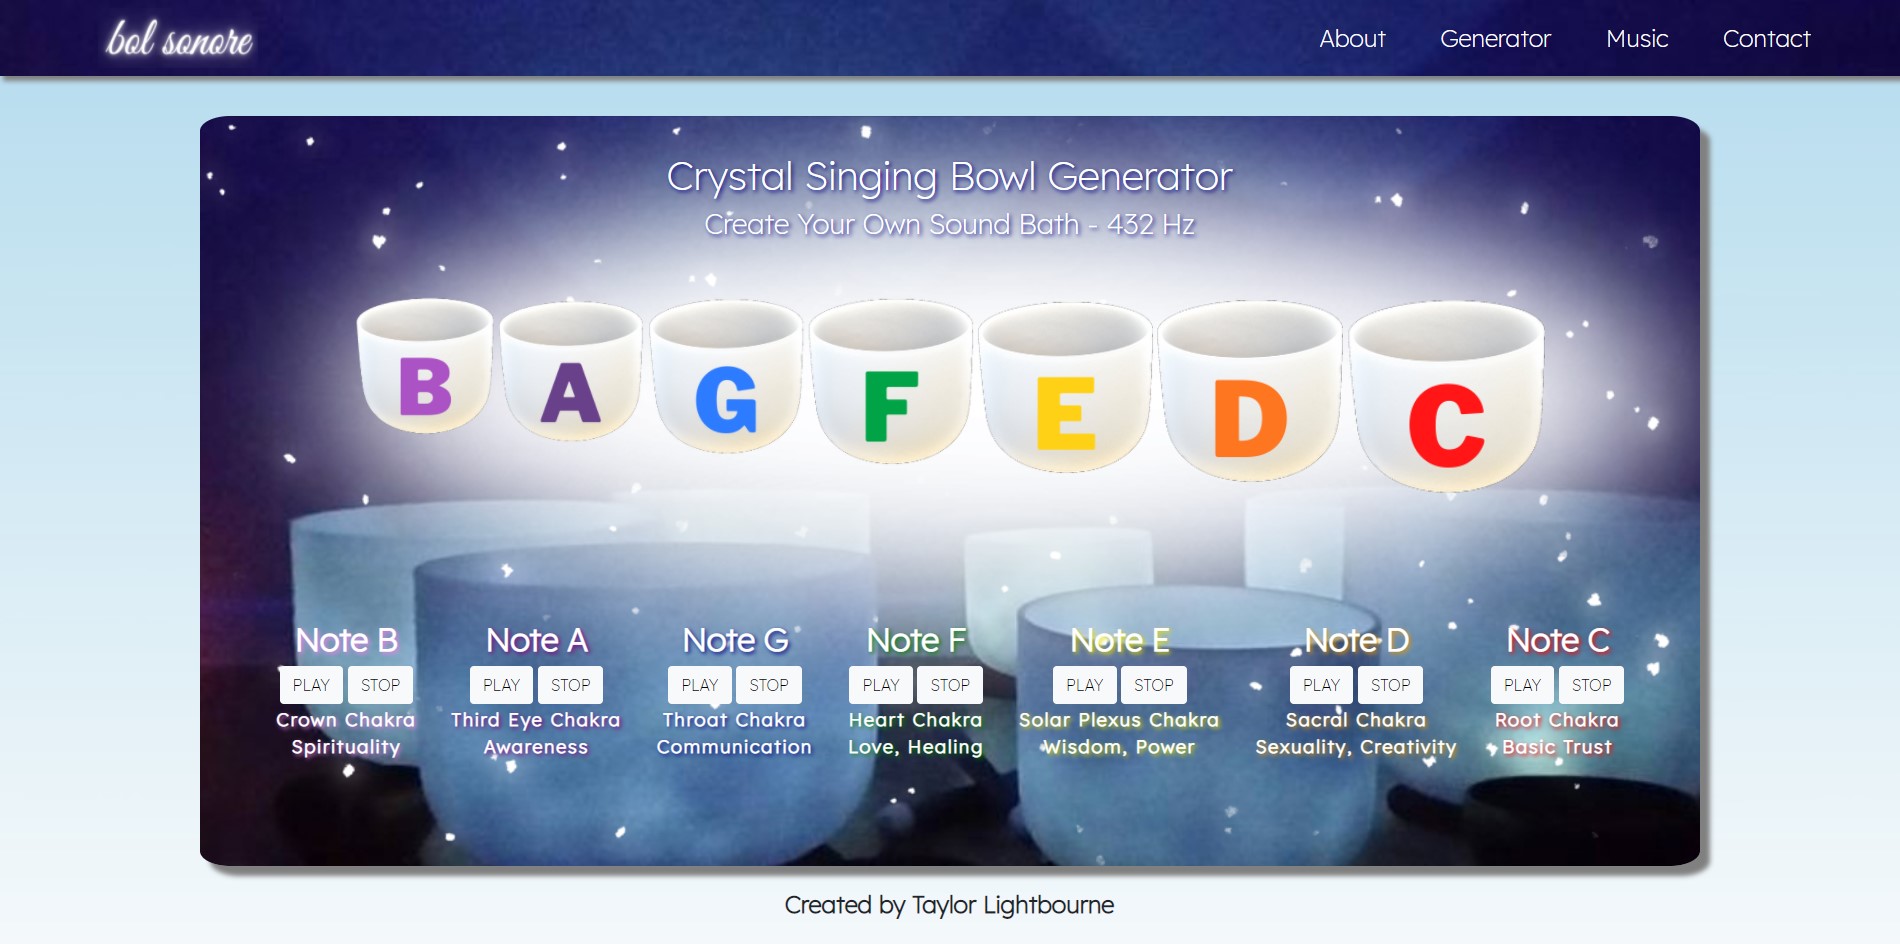 bol sonore
About Generator Music Contact
Crystal Singing Bowl Generator
Create Your Own Sound Bath - 432 Hz
B A G F E D C
Note B Note A Note G Note F Note E Note D Note C
PLAY STOP PLAY STOP PLAY STOP PLAY STOP PLAY STOP PLAY STOP PLAY STOP
Crown Chakra Third Eye Chakra Throat Chakra Heart Chakra Solar Plexus Chakra Sacral Chakra Root Chakra
Spirituality Awareness Communication Love, Healing Wisdom, Power Sexuality, Creativity Basic Trust
Created by Taylor Lightbourne